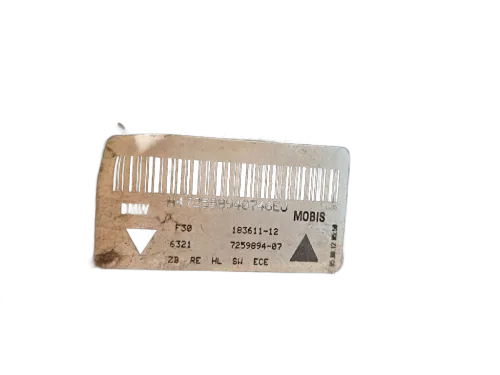 BMW
MOBIS
F30 183611-12
6321 7259894-07
ZB RE HL SW ECE